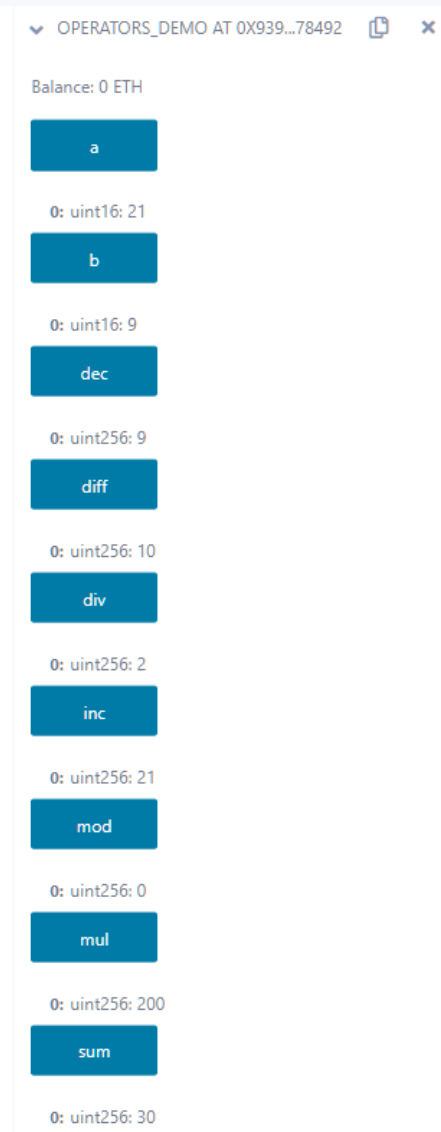 OPERATORS_DEMO AT 0X939...78492
Balance: 0 ETH
a
0: uint16: 21
b
0: uint16: 9
dec
0: uint256: 9
diff
0: uint256: 10
div
0: uint256: 2
inc
0: uint256: 21
mod
0: uint256: 0
mul
0: uint256: 200
sum
0: uint256: 30